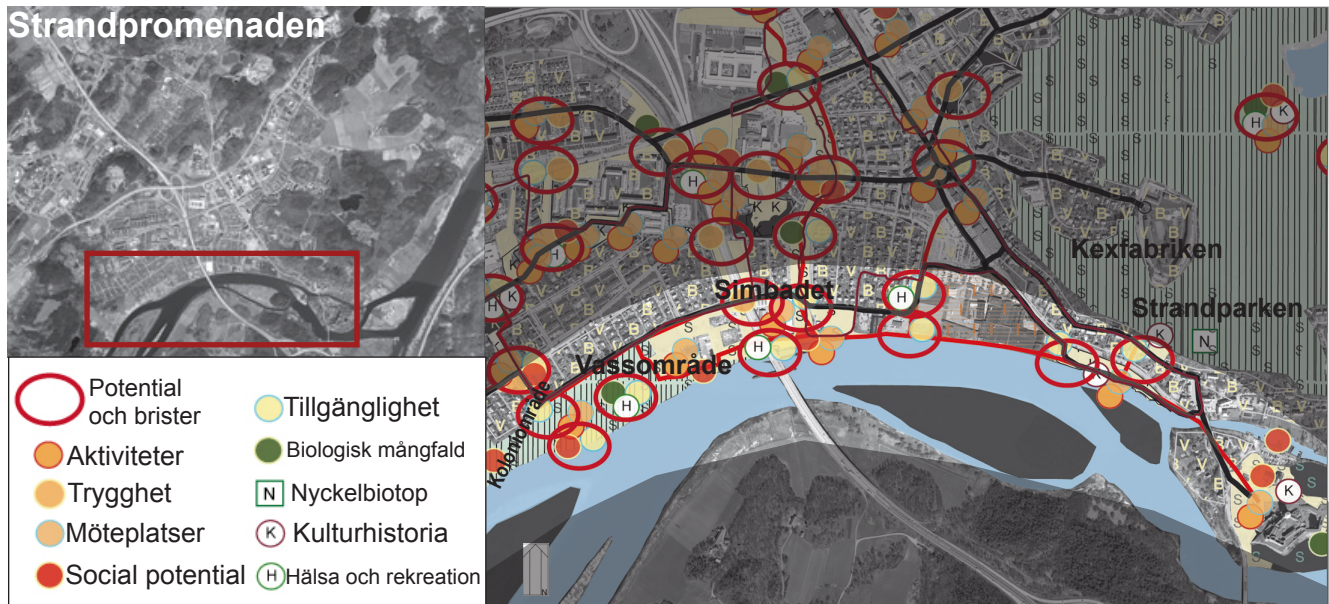 Strandpromenaden
Potential
och brister
Aktiviteter
Trygghet
Möteplatser
Social potential
Tillgänglighet
Biologisk mångfald
N Nyckelbiotop
K Kulturhistoria
H Hälsa och rekreation
Kexfabriken
Simbadet
Strandparken
Vassområde
Koloniområde
N